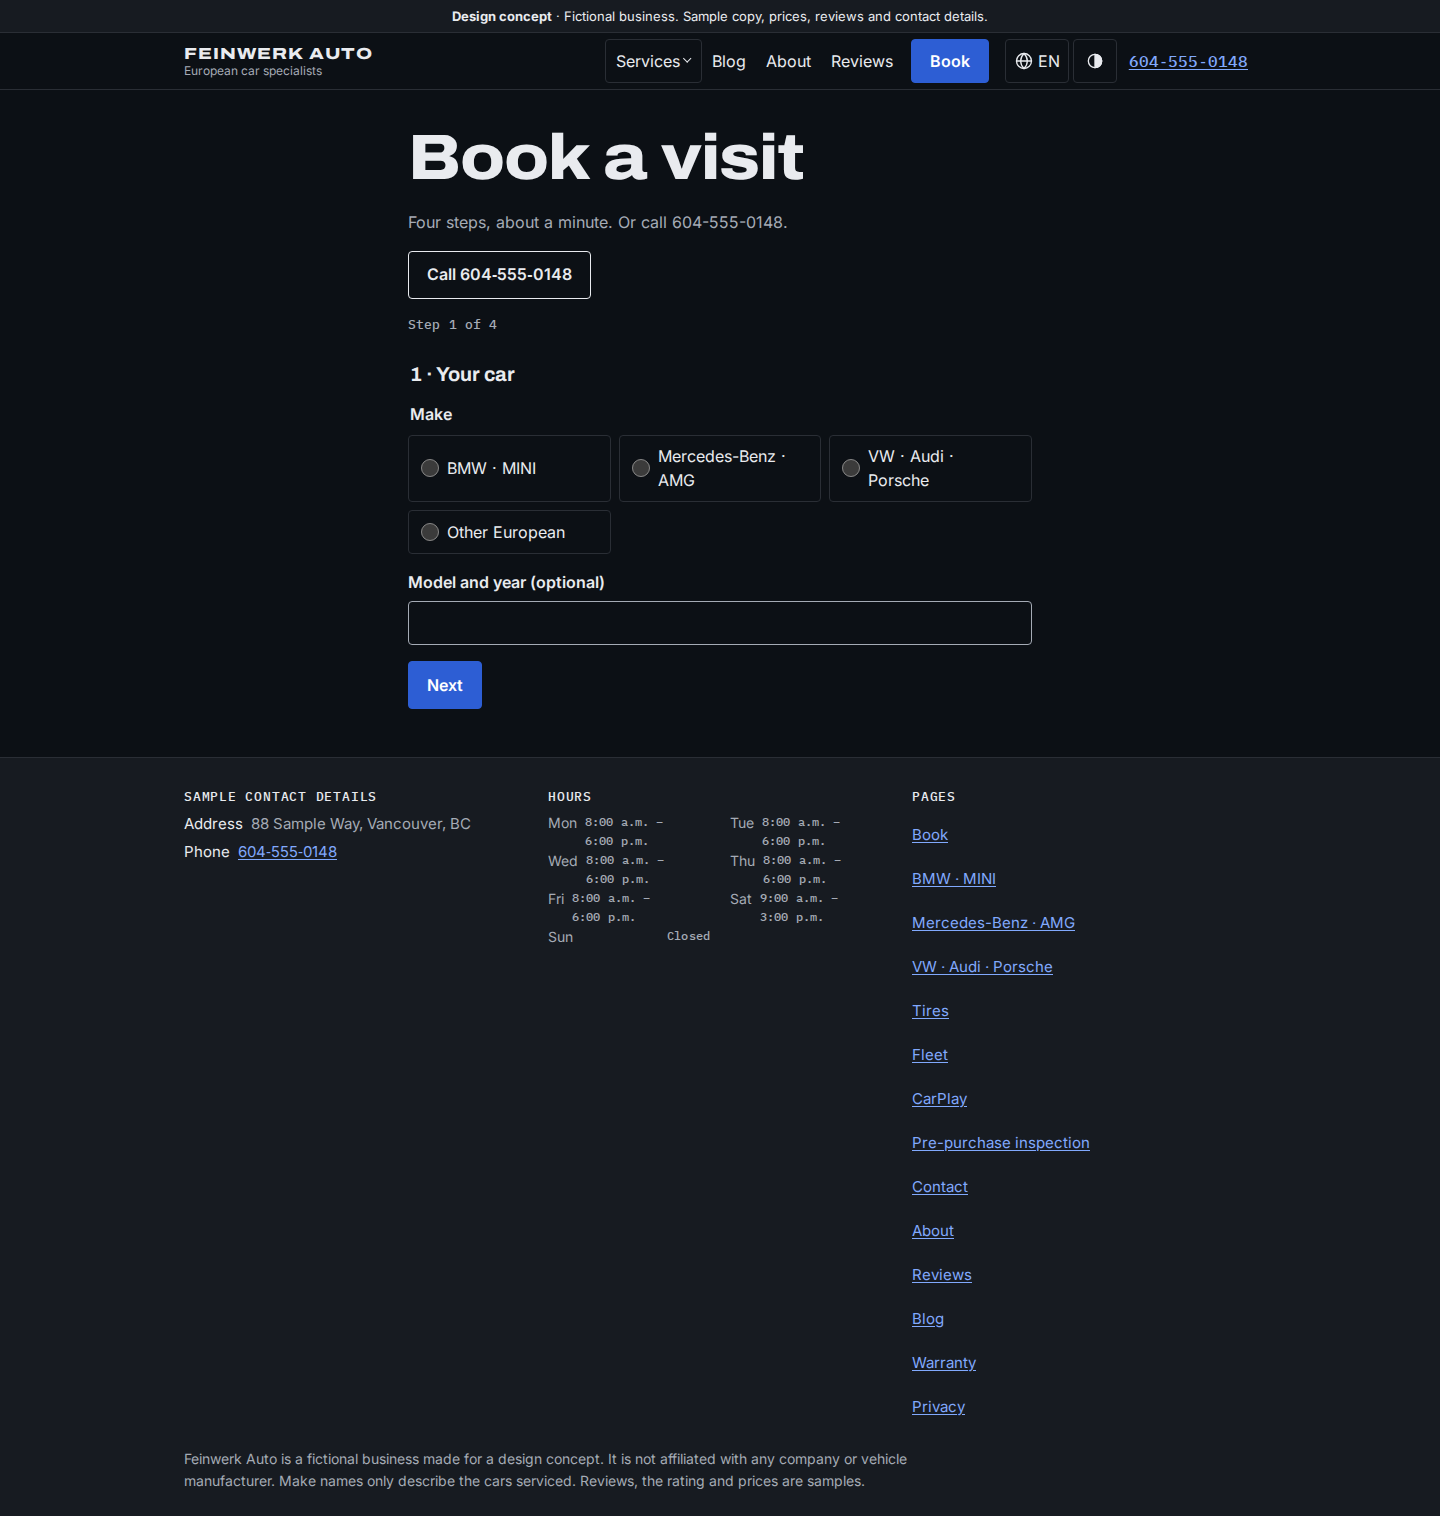 Design concept · Fictional business. Sample copy, prices, reviews and contact details.
FEINWERK AUTO
European car specialists
Services
Blog
About
Reviews
Book
EN
604-555-0148
Book a visit
Four steps, about a minute. Or call 604-555-0148.
Call 604-555-0148
Step 1 of 4
1 · Your car
Make
BMW · MINI
Mercedes-Benz ·
AMG
VW · Audi ·
Porsche
Other European
Model and year (optional)
Next
SAMPLE CONTACT DETAILS
Address 88 Sample Way, Vancouver, BC
Phone 604-555-0148
HOURS
Mon 8:00 a.m. –
6:00 p.m.
Tue 8:00 a.m. –
6:00 p.m.
Wed 8:00 a.m. –
6:00 p.m.
Thu 8:00 a.m. –
6:00 p.m.
Fri 8:00 a.m. –
6:00 p.m.
Sat 9:00 a.m. –
3:00 p.m.
Sun Closed
PAGES
Book
BMW · MINI
Mercedes-Benz · AMG
VW · Audi · Porsche
Tires
Fleet
CarPlay
Pre-purchase inspection
Contact
About
Reviews
Blog
Warranty
Privacy
Feinwerk Auto is a fictional business made for a design concept. It is not affiliated with any company or vehicle
manufacturer. Make names only describe the cars serviced. Reviews, the rating and prices are samples.